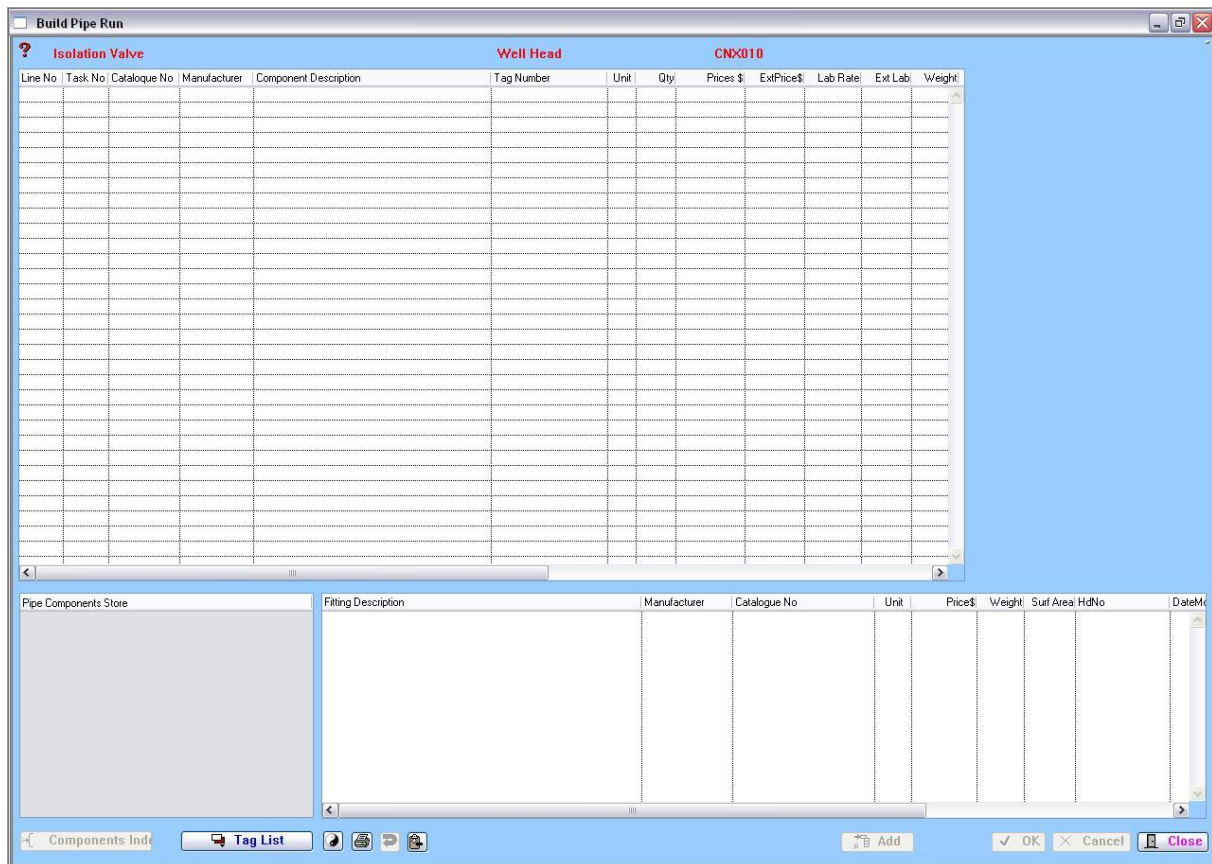 Build Pipe Run
? Isolation Valve Well Head CNX010
Line No Task No Catalogue No Manufacturer Component Description Tag Number Unit Qty Prices $ ExtPrice$ Lab Rate Ext Lab Weight
Pipe Components Store Fitting Description Manufacturer Catalogue No Unit Price$ Weight Surf Area HdNo DateMo
Components Inde Tag List Add OK Cancel Close